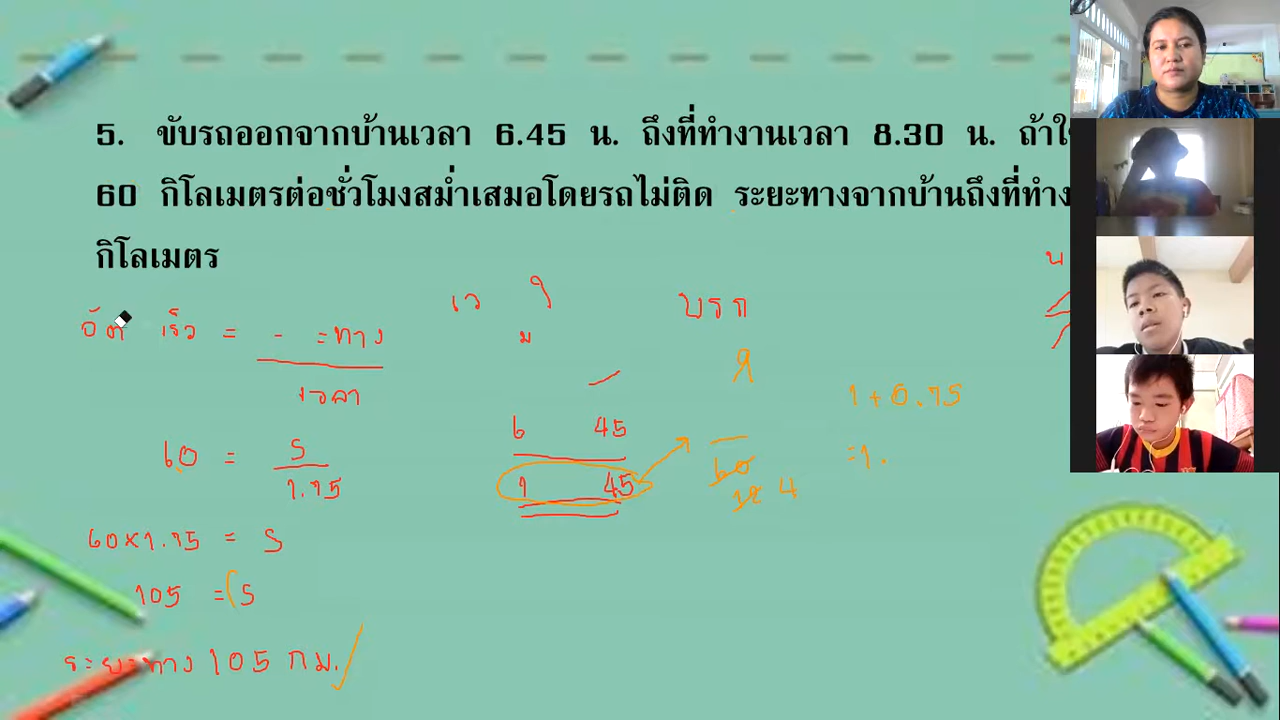 5. ขับรถออกจากบ้านเวลา 6.45 น. ถึงที่ทำงานเวลา 8.30 น. ถ้า
60 กิโลเมตรต่อชั่วโมงสม่ำเสมอโดยรถไม่ติด ระยะทางจากบ้านถึงที่ทำ
กิโลเมตร
เร็ว = ทาง
เวลา
60 = S
1.75
60×1.75 = S
105 = S
ระยะทาง 105 กม.
6 45
1 45
60
12 4
1 + 0.75
= 1.